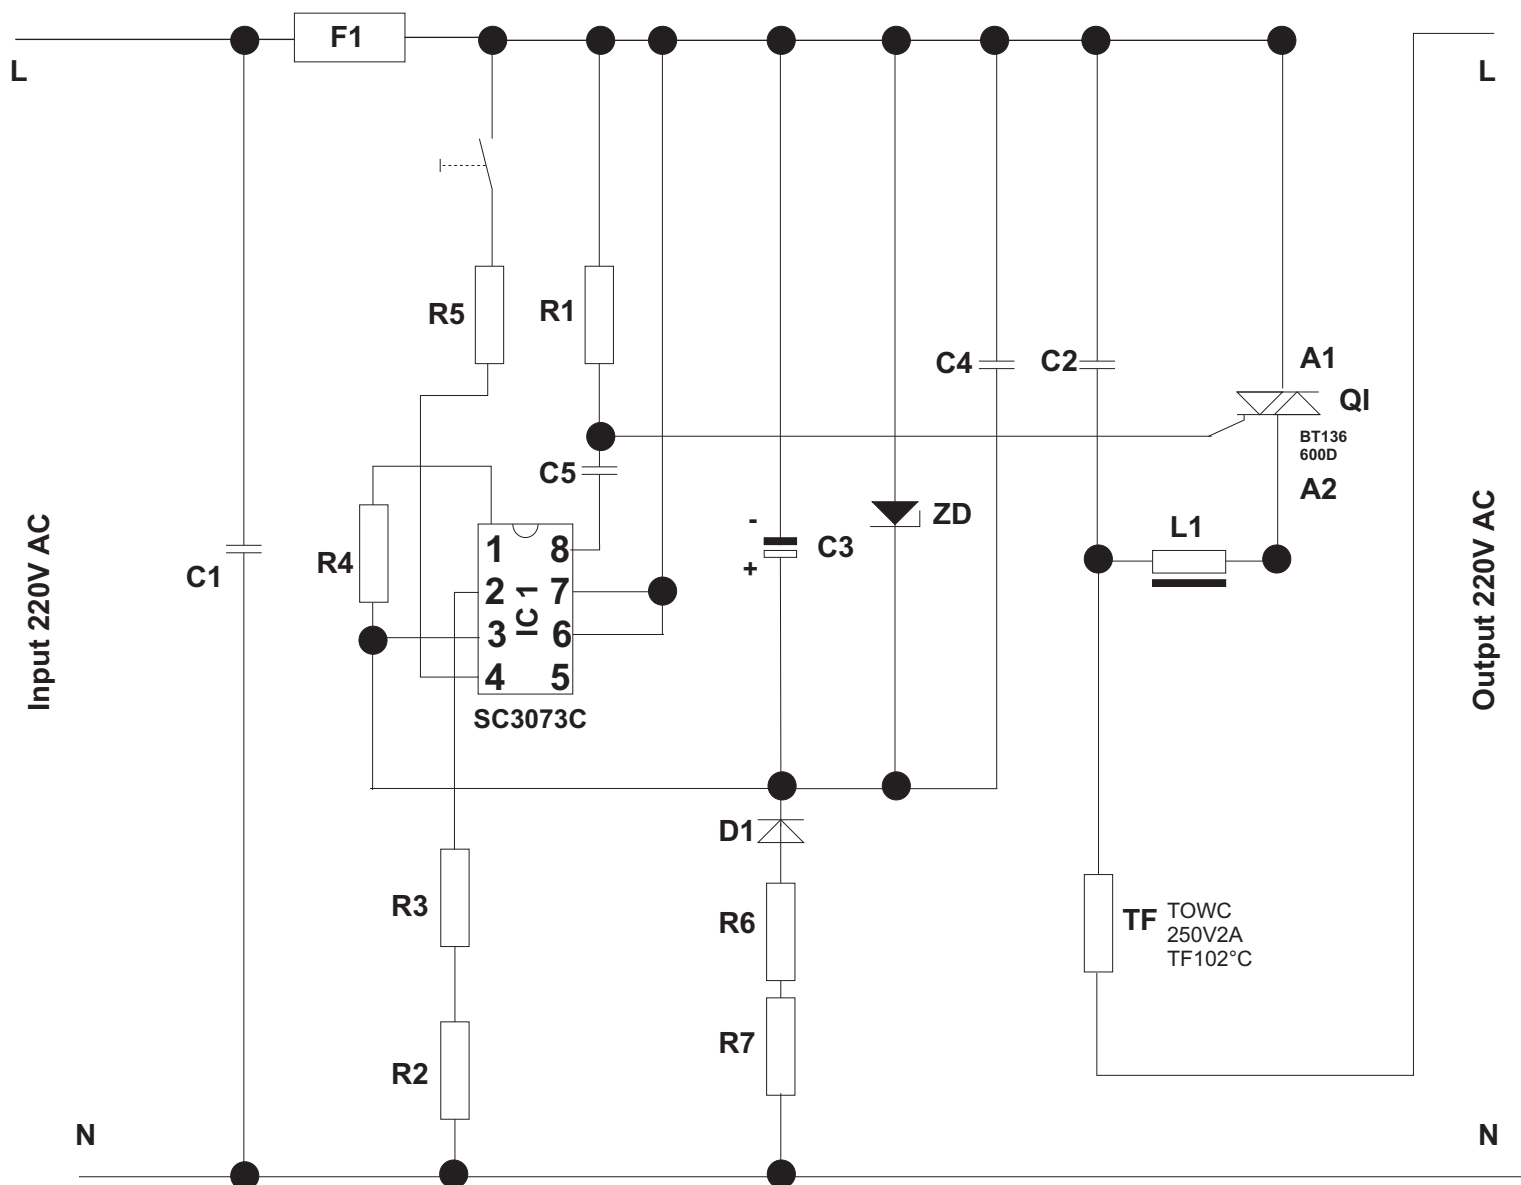 F1
L
L
R5
R1
C4
C2
A1
QI
BT136
600D
A2
C5
Input 220V AC
C1
R4
1
8
2
7
3
6
4
5
IC 1
SC3073C
-
+
C3
ZD
L1
Output 220V AC
D1
R3
R6
TF
TOWC
250V2A
TF102°C
R2
R7
N
N